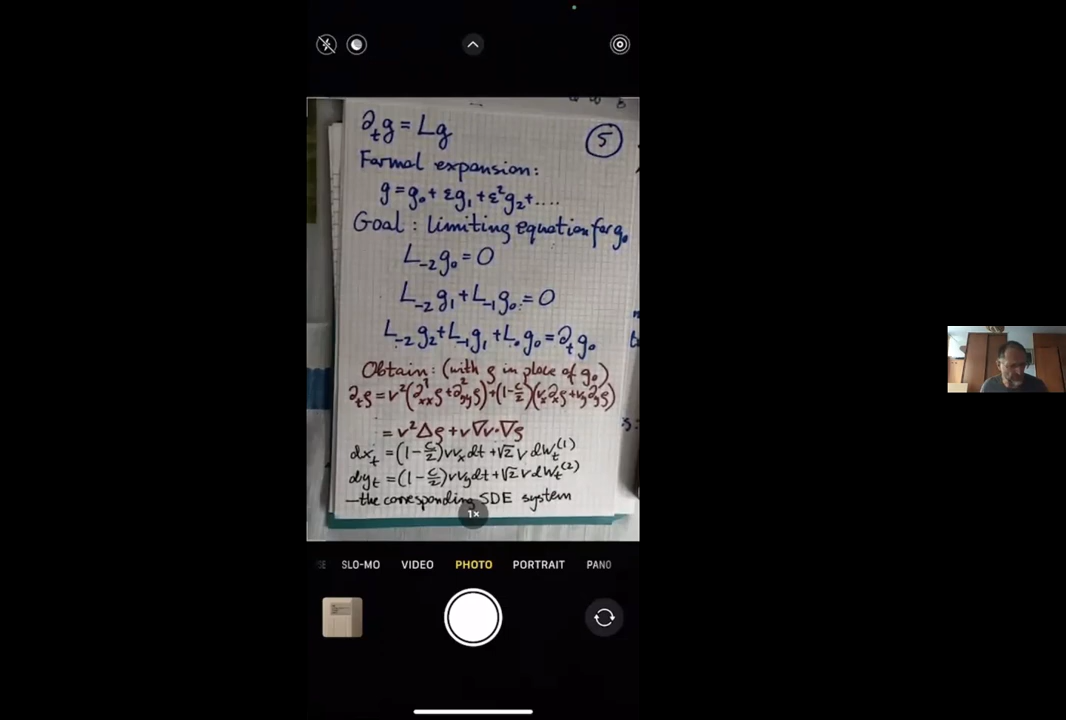 ∂ₜg = Lg
5
Formal expansion:
g = g₀ + εg₁ + ε²g₂ + ....
Goal : limiting equation for g₀
L₋₂g₀ = 0
L₋₂g₁ + L₋₁g₀ = 0
L₋₂g₂ + L₋₁g₁ + L₀g₀ = ∂ₜg₀
Obtain: (with ρ in place of g₀)
∂ₜρ = v²(∂²ₓₓρ + ∂²yyρ) + (1-c/2)(vₓ∂ₓρ + vy∂yρ)
= v²Δρ + v∇v·∇ρ
dxₜ = (1-c/2)vvₓdt + √2 v dWₜ⁽¹⁾
dyₜ = (1-c/2)vvydt + √2 v dWₜ⁽²⁾
—the corresponding SDE system
1×
SLO-MO VIDEO PHOTO PORTRAIT PANO